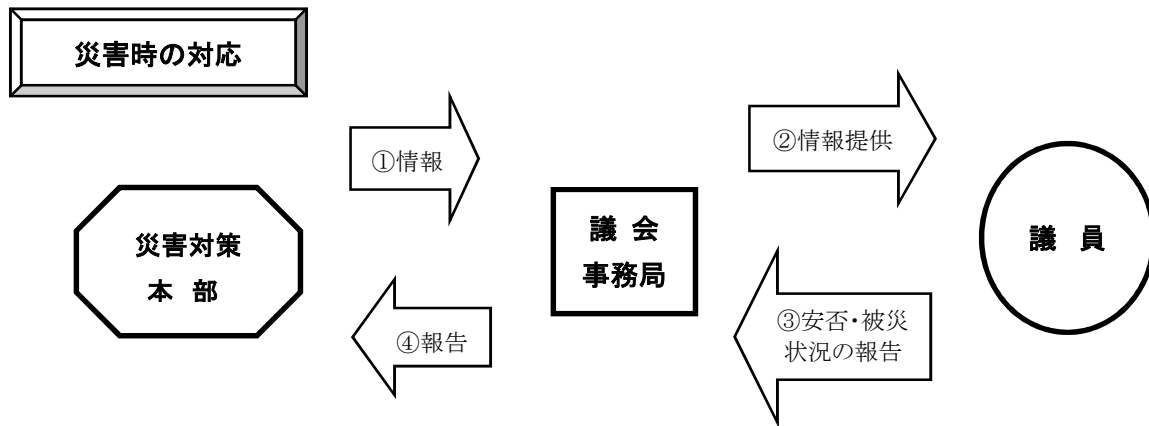 災害時の対応
①情報
②情報提供
災害対策
本 部
議 会
事務局
議 員
④報告
③安否・被災
状況の報告